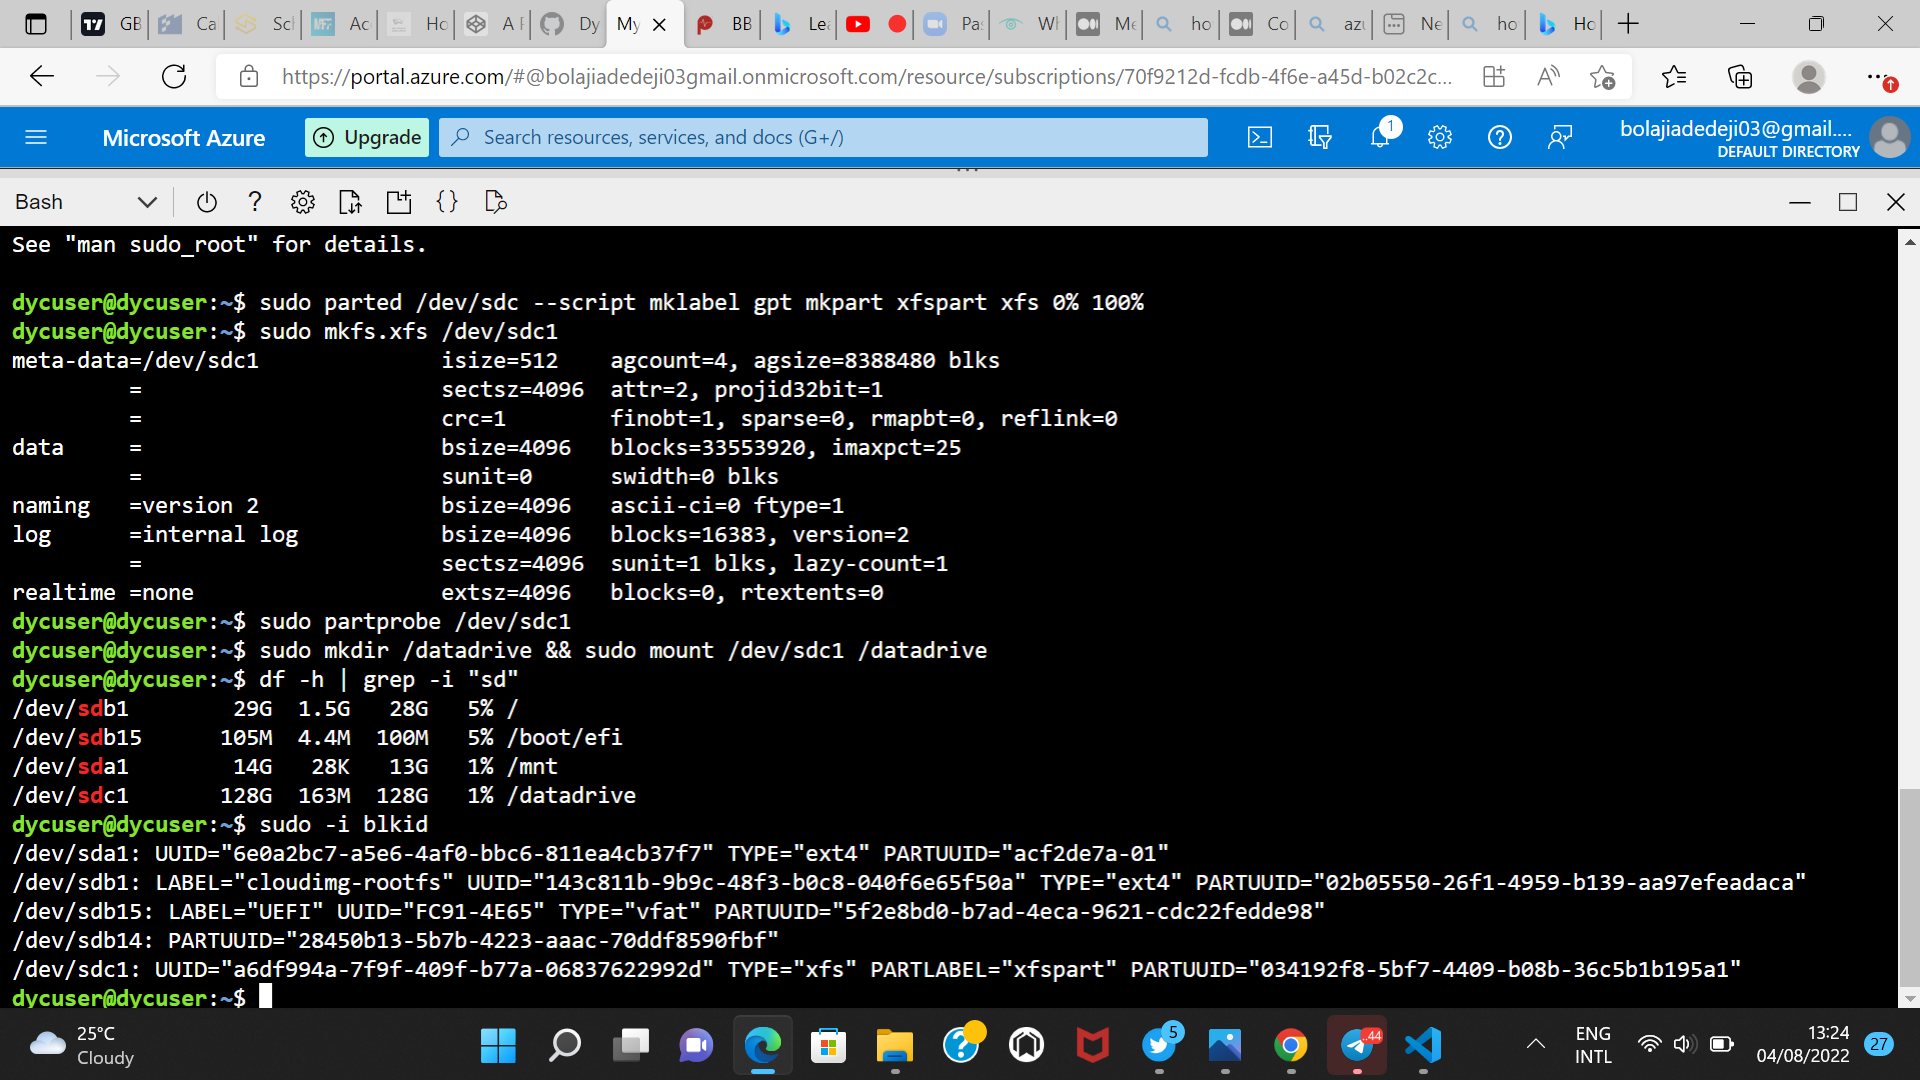 GB
Ca
Sc
Ac
Ho
A F
Dy
My
BB
Lea
Pa
Wh
Me
ho
Co
azu
Ne
ho
Ho
https://portal.azure.com/#@bolajiadedeji03gmail.onmicrosoft.com/resource/subscriptions/70f9212d-fcdb-4f6e-a45d-b02c2c...
Microsoft Azure
Upgrade
Search resources, services, and docs (G+/)
1
bolajiadedeji03@gmail....
DEFAULT DIRECTORY
Bash
See "man sudo_root" for details.
dycuser@dycuser:~$ sudo parted /dev/sdc --script mklabel gpt mkpart xfspart xfs 0% 100%
dycuser@dycuser:~$ sudo mkfs.xfs /dev/sdc1
meta-data=/dev/sdc1              isize=512    agcount=4, agsize=8388480 blks
         =                       sectsz=4096  attr=2, projid32bit=1
         =                       crc=1        finobt=1, sparse=0, rmapbt=0, reflink=0
data     =                       bsize=4096   blocks=33553920, imaxpct=25
         =                       sunit=0      swidth=0 blks
naming   =version 2              bsize=4096   ascii-ci=0 ftype=1
log      =internal log           bsize=4096   blocks=16383, version=2
         =                       sectsz=4096  sunit=1 blks, lazy-count=1
realtime =none                   extsz=4096   blocks=0, rtextents=0
dycuser@dycuser:~$ sudo partprobe /dev/sdc1
dycuser@dycuser:~$ sudo mkdir /datadrive && sudo mount /dev/sdc1 /datadrive
dycuser@dycuser:~$ df -h | grep -i "sd"
/dev/sdb1        29G  1.5G   28G   5% /
/dev/sdb15      105M  4.4M  100M   5% /boot/efi
/dev/sda1        14G   28K   13G   1% /mnt
/dev/sdc1       128G  163M  128G   1% /datadrive
dycuser@dycuser:~$ sudo -i blkid
/dev/sda1: UUID="6e0a2bc7-a5e6-4af0-bbc6-811ea4cb37f7" TYPE="ext4" PARTUUID="acf2de7a-01"
/dev/sdb1: LABEL="cloudimg-rootfs" UUID="143c811b-9b9c-48f3-b0c8-040f6e65f50a" TYPE="ext4" PARTUUID="02b05550-26f1-4959-b139-aa97efeadaca"
/dev/sdb15: LABEL="UEFI" UUID="FC91-4E65" TYPE="vfat" PARTUUID="5f2e8bd0-b7ad-4eca-9621-cdc22fedde98"
/dev/sdb14: PARTUUID="28450b13-5b7b-4223-aaac-70ddf8590fbf"
/dev/sdc1: UUID="a6df994a-7f9f-409f-b77a-06837622992d" TYPE="xfs" PARTLABEL="xfspart" PARTUUID="034192f8-5bf7-4409-b08b-36c5b1b195a1"
dycuser@dycuser:~$
25°C
Cloudy
5
..44
ENG
INTL
13:24
04/08/2022
27